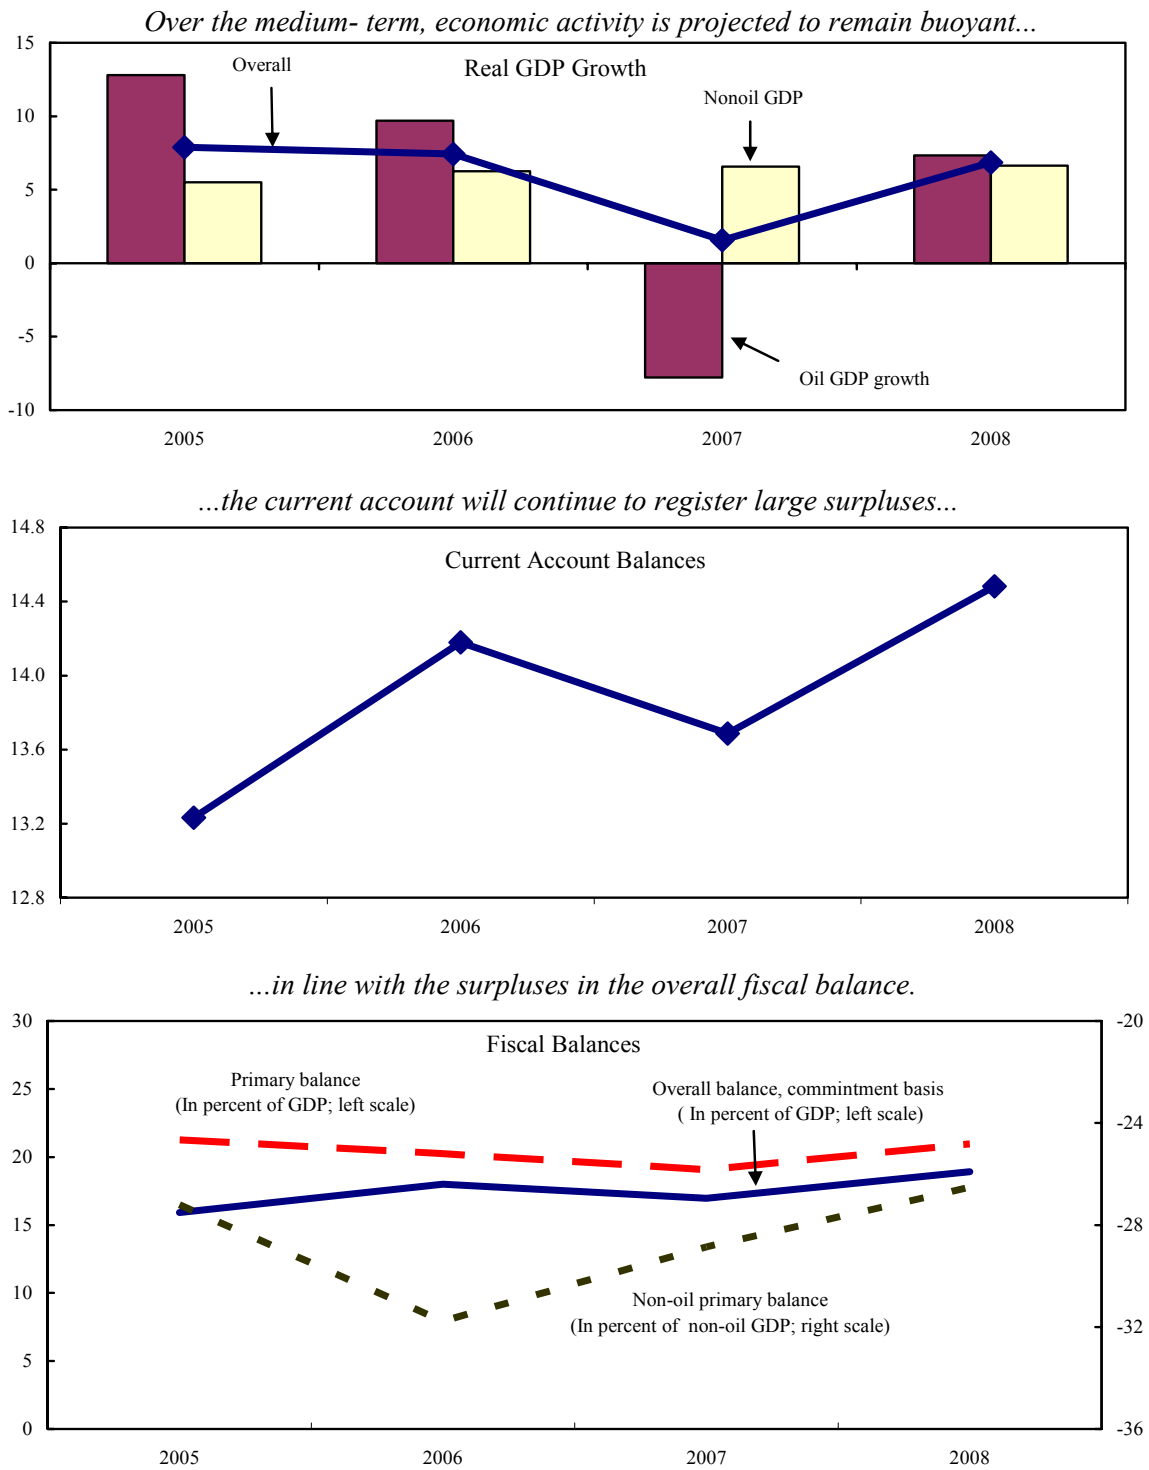 Over the medium- term, economic activity is projected to remain buoyant...
Real GDP Growth
Overall
Nonoil GDP
Oil GDP growth
15
10
5
0
-5
-10
2005 2006 2007 2008
...the current account will continue to register large surpluses...
Current Account Balances
14.8
14.4
14.0
13.6
13.2
12.8
2005 2006 2007 2008
...in line with the surpluses in the overall fiscal balance.
Fiscal Balances
Primary balance
(In percent of GDP; left scale)
Overall balance, commintment basis
( In percent of GDP; left scale)
Non-oil primary balance
(In percent of  non-oil GDP; right scale)
30
25
20
15
10
5
0
-20
-24
-28
-32
-36
2005 2006 2007 2008